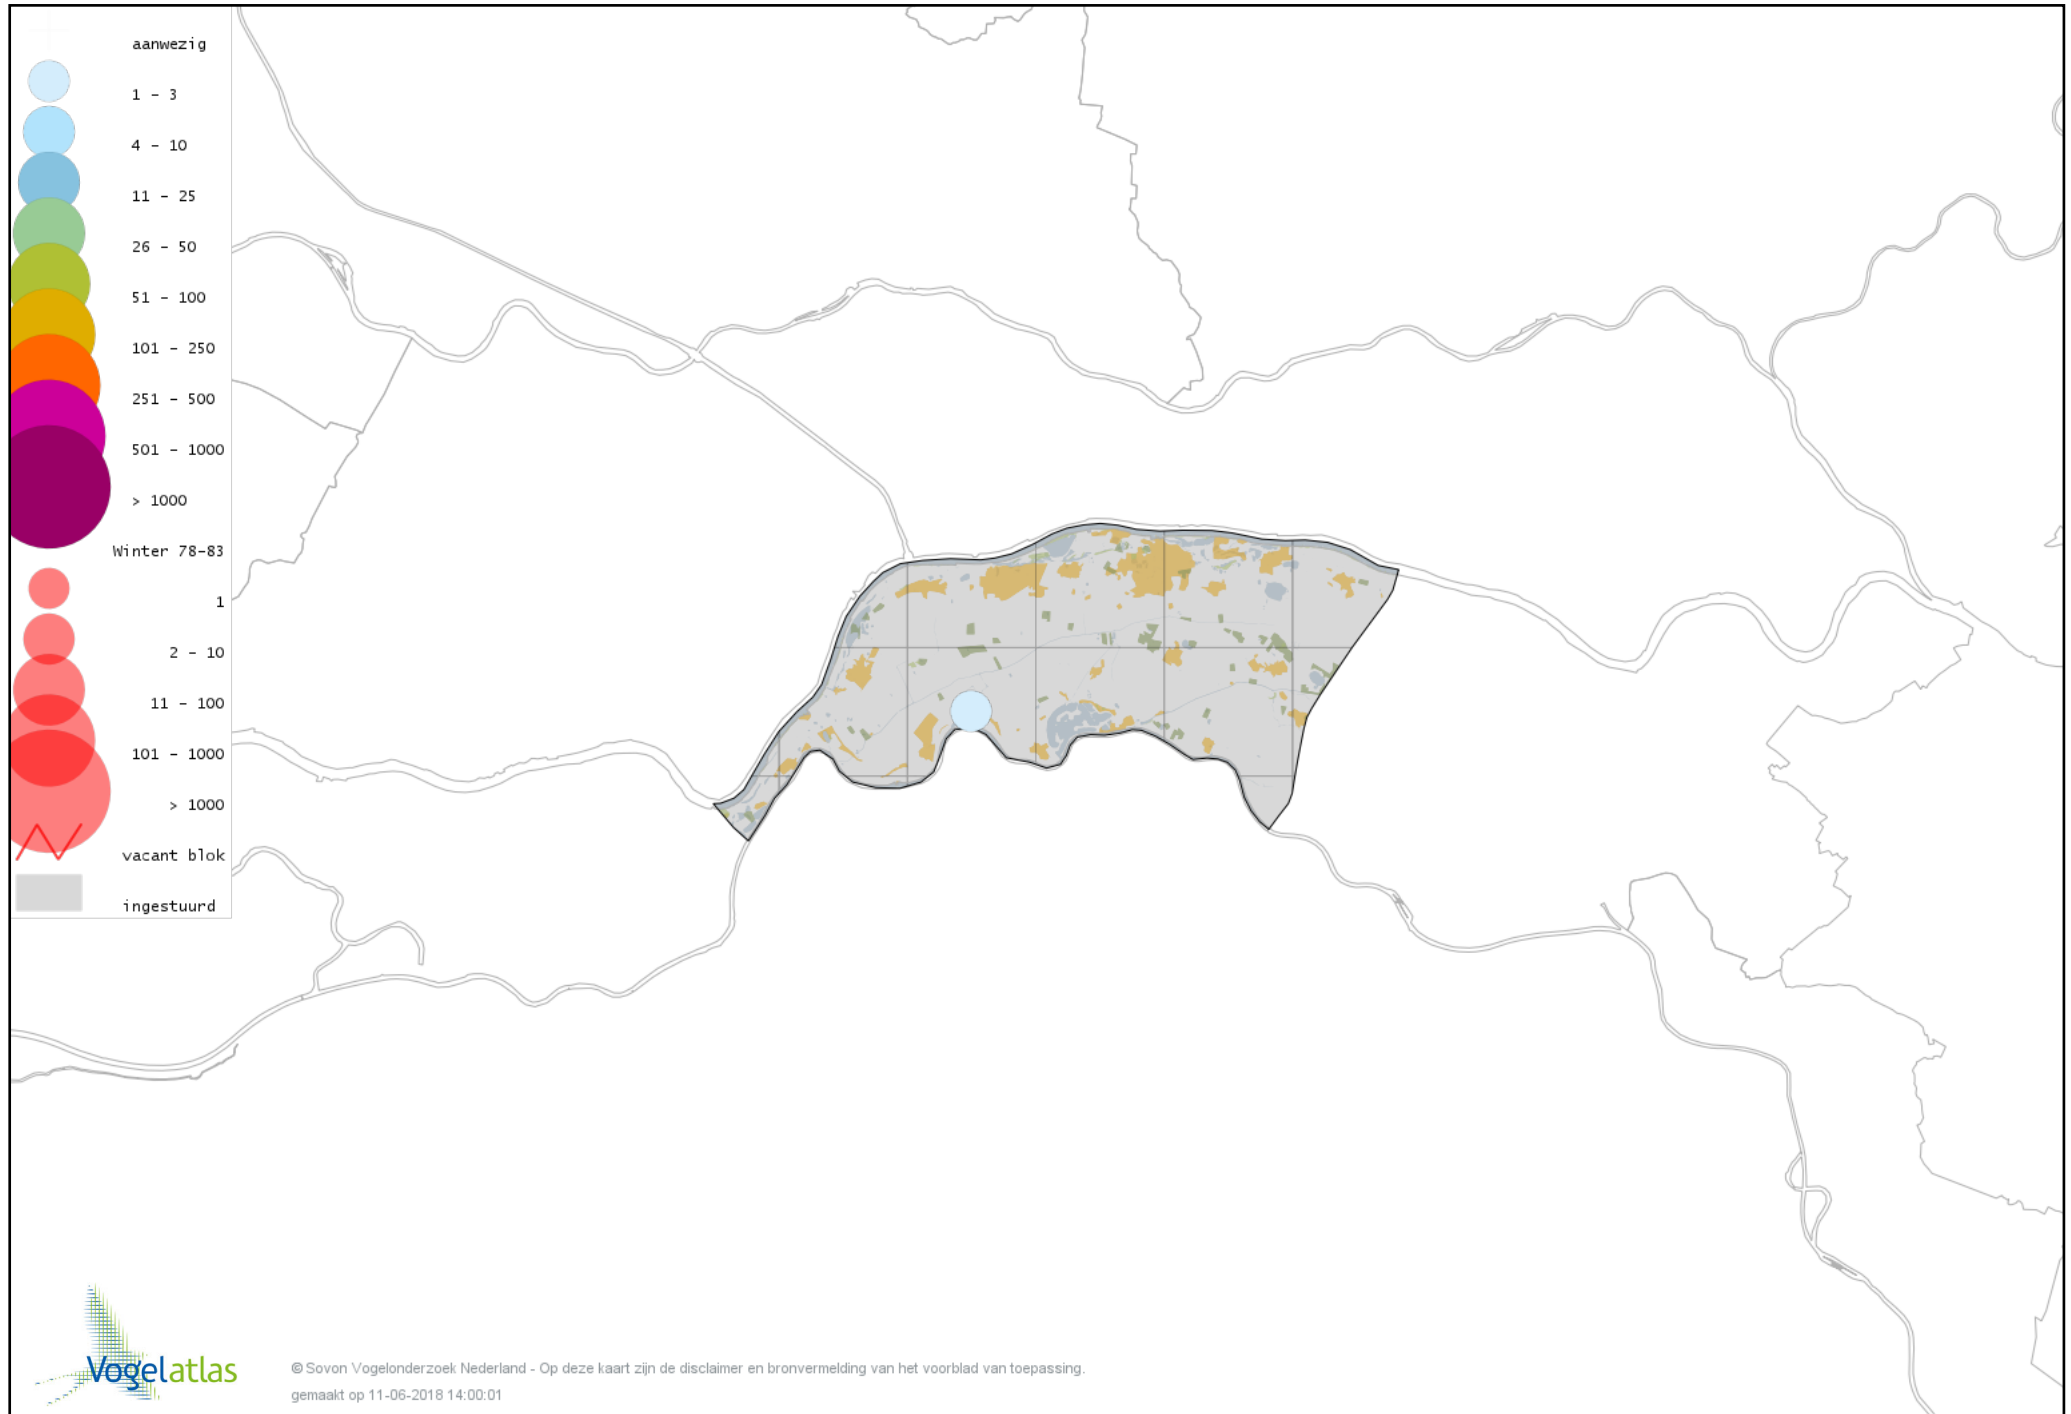 aanwezig
1 - 3
4 - 10
11 - 25
26 - 50
51 - 100
101 - 250
251 - 500
501 - 1000
> 1000
Winter 78-83
1
2 - 10
11 - 100
101 - 1000
> 1000
vacant blok
ingestuurd
Vogelatlas
© Sovon Vogelonderzoek Nederland - Op deze kaart zijn de disclaimer en bronvermelding van het voorblad van toepassing.
gemaakt op 11-06-2018 14:00:01